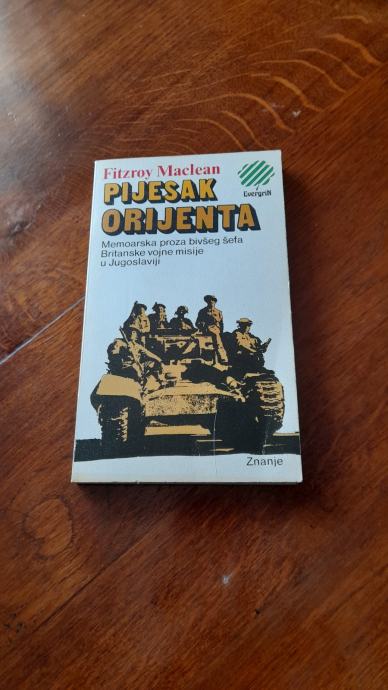 Fitzroy Maclean
PIJESAK
ORIJENTA
EvergriN
Memoarska proza bivšeg šefa
Britanske vojne misije
u Jugoslaviji
Znanje